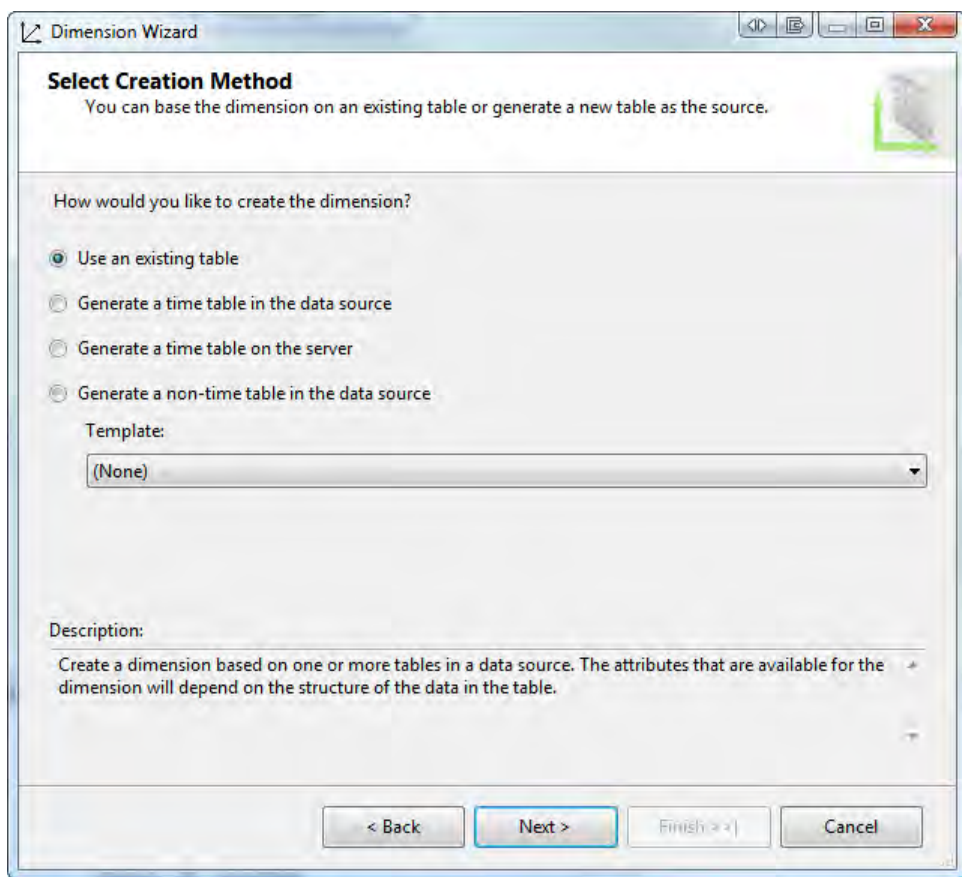 Dimension Wizard
Select Creation Method
You can base the dimension on an existing table or generate a new table as the source.
How would you like to create the dimension?
Use an existing table
Generate a time table in the data source
Generate a time table on the server
Generate a non-time table in the data source
Template:
(None)
Description:
Create a dimension based on one or more tables in a data source. The attributes that are available for the
dimension will depend on the structure of the data in the table.
< Back
Next >
Finish >>|
Cancel